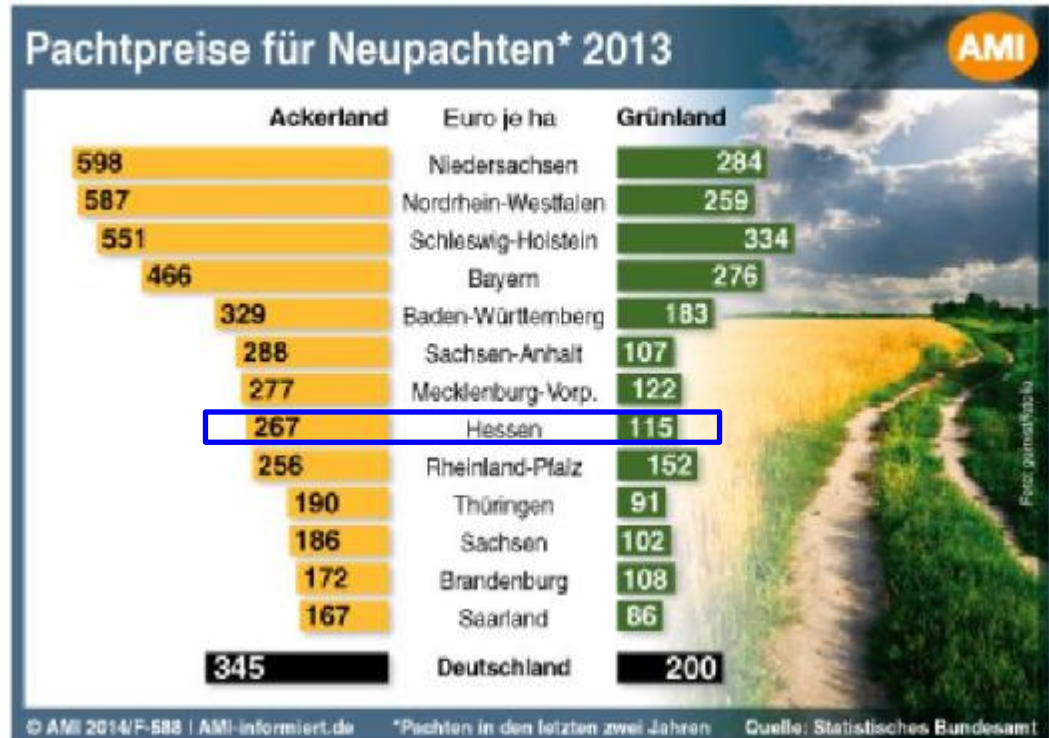 Pachtpreise für Neupachten* 2013
AMI
Ackerland Euro je ha Grünland
598 Niedersachsen 284
587 Nordrhein-Westfalen 259
551 Schleswig-Holstein 334
466 Bayern 276
329 Baden-Württemberg 183
288 Sachsen-Anhalt 107
277 Mecklenburg-Vorp. 122
267 Hessen 115
256 Rheinland-Pfalz 152
190 Thüringen 91
186 Sachsen 102
172 Brandenburg 108
167 Saarland 86
345 Deutschland 200
© AMI 2014/F-588 | AMI-informiert.de *Pachten in den letzten zwei Jahren Quelle: Statistisches Bundesamt
Foto: